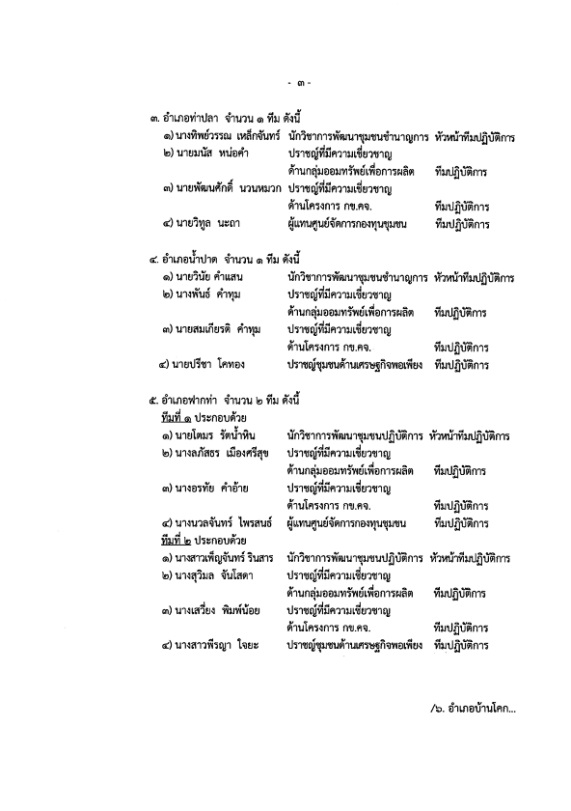 - ๓ -
๓. อำเภอท่าปลา จำนวน ๑ ทีม ดังนี้
๑) นางทิพย์วรรณ เหล็กจันทร์ นักวิชาการพัฒนาชุมชนชำนาญการ หัวหน้าทีมปฏิบัติการ
๒) นายมนัส หน่อคำ ปราชญ์ที่มีความเชี่ยวชาญ
ด้านกลุ่มออมทรัพย์เพื่อการผลิต ทีมปฏิบัติการ
๓) นายพัฒนศักดิ์ นวนหมวก ปราชญ์ที่มีความเชี่ยวชาญ
ด้านโครงการ กข.คจ. ทีมปฏิบัติการ
๔) นายวิทูล นะถา ผู้แทนศูนย์จัดการกองทุนชุมชน ทีมปฏิบัติการ
๔. อำเภอน้ำปาด จำนวน ๑ ทีม ดังนี้
๑) นายวินัย คำแสน นักวิชาการพัฒนาชุมชนชำนาญการ หัวหน้าทีมปฏิบัติการ
๒) นางพันธ์ คำทุม ปราชญ์ที่มีความเชี่ยวชาญ
ด้านกลุ่มออมทรัพย์เพื่อการผลิต ทีมปฏิบัติการ
๓) นายสมเกียรติ คำทุม ปราชญ์ที่มีความเชี่ยวชาญ
ด้านโครงการ กข.คจ. ทีมปฏิบัติการ
๔) นายปรีชา โคทอง ปราชญ์ชุมชนด้านเศรษฐกิจพอเพียง ทีมปฏิบัติการ
๕. อำเภอฟากท่า จำนวน ๒ ทีม ดังนี้
ทีมที่ ๑ ประกอบด้วย
๑) นายโตมร รัตน้ำหิน นักวิชาการพัฒนาชุมชนปฏิบัติการ หัวหน้าทีมปฏิบัติการ
๒) นางลภัสธร เมืองศรีสุข ปราชญ์ที่มีความเชี่ยวชาญ
ด้านกลุ่มออมทรัพย์เพื่อการผลิต ทีมปฏิบัติการ
๓) นางอรทัย คำอ้าย ปราชญ์ที่มีความเชี่ยวชาญ
ด้านโครงการ กข.คจ. ทีมปฏิบัติการ
๔) นางนวลจันทร์ ไพรสนธ์ ผู้แทนศูนย์จัดการกองทุนชุมชน ทีมปฏิบัติการ
ทีมที่ ๒ ประกอบด้วย
๑) นางสาวเพ็ญจันทร์ รินสาร นักวิชาการพัฒนาชุมชนปฏิบัติการ หัวหน้าทีมปฏิบัติการ
๒) นางสุวิมล จันโสดา ปราชญ์ที่มีความเชี่ยวชาญ
ด้านกลุ่มออมทรัพย์เพื่อการผลิต ทีมปฏิบัติการ
๓) นางเสวี่ยง พิมพ์น้อย ปราชญ์ที่มีความเชี่ยวชาญ
ด้านโครงการ กข.คจ. ทีมปฏิบัติการ
๔) นางสาวพีรญา ใจยะ ปราชญ์ชุมชนด้านเศรษฐกิจพอเพียง ทีมปฏิบัติการ
/๖. อำเภอบ้านโคก...